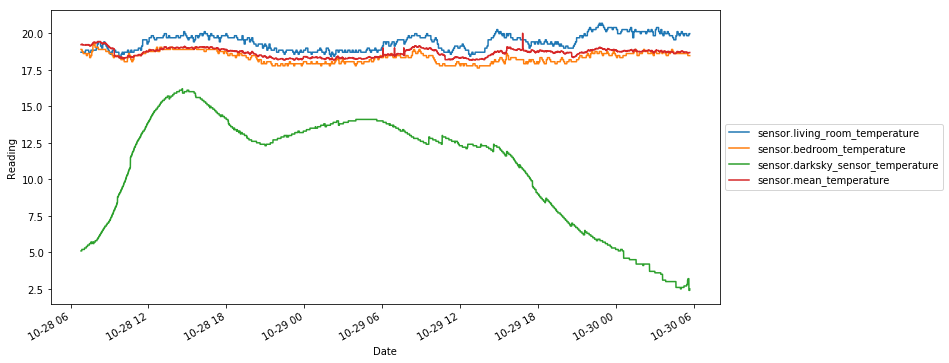 20.0
17.5
15.0
12.5
10.0
7.5
5.0
2.5
Reading
10-28 06
10-28 12
10-28 18
10-29 00
10-29 06
10-29 12
10-29 18
10-30 00
10-30 06
Date
sensor.living_room_temperature
sensor.bedroom_temperature
sensor.darksky_sensor_temperature
sensor.mean_temperature